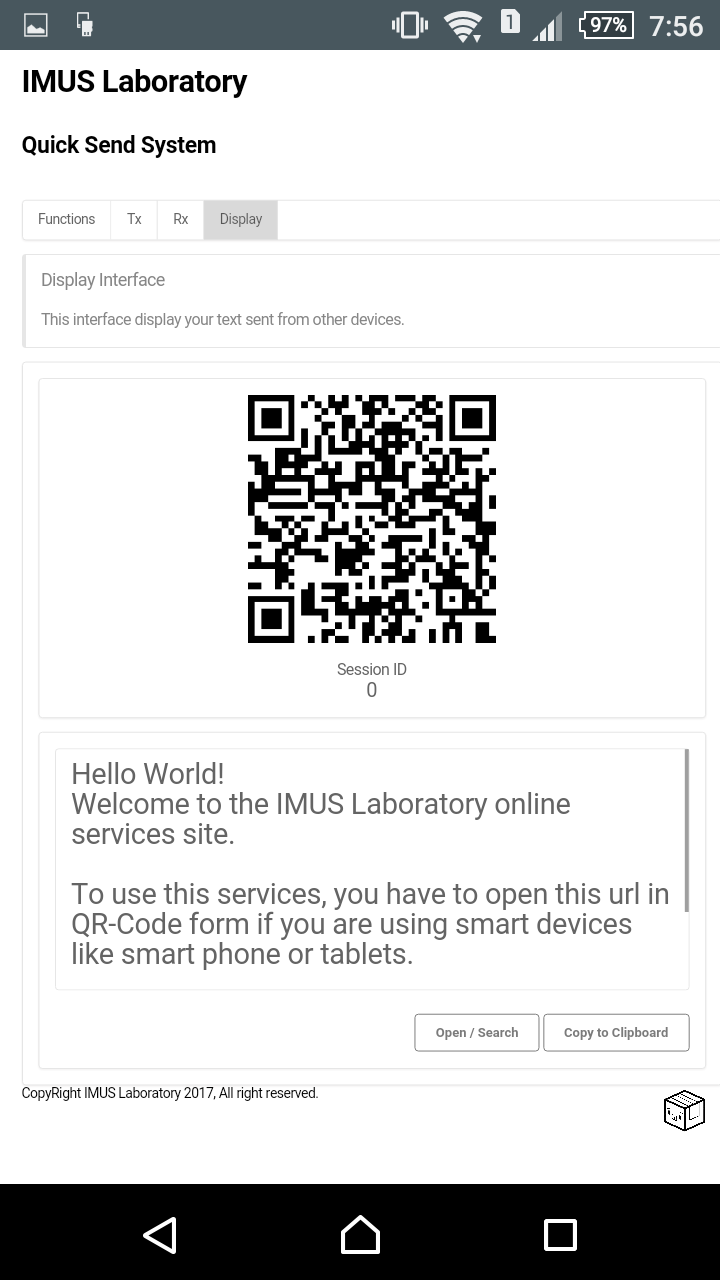 1
97%
7:56
IMUS Laboratory
Quick Send System
Functions
Tx
Rx
Display
Display Interface
This interface display your text sent from other devices.
Session ID
0
Hello World!
Welcome to the IMUS Laboratory online
services site.
To use this services, you have to open this url in
QR-Code form if you are using smart devices
like smart phone or tablets.
Open / Search
Copy to Clipboard
CopyRight IMUS Laboratory 2017, All right reserved.